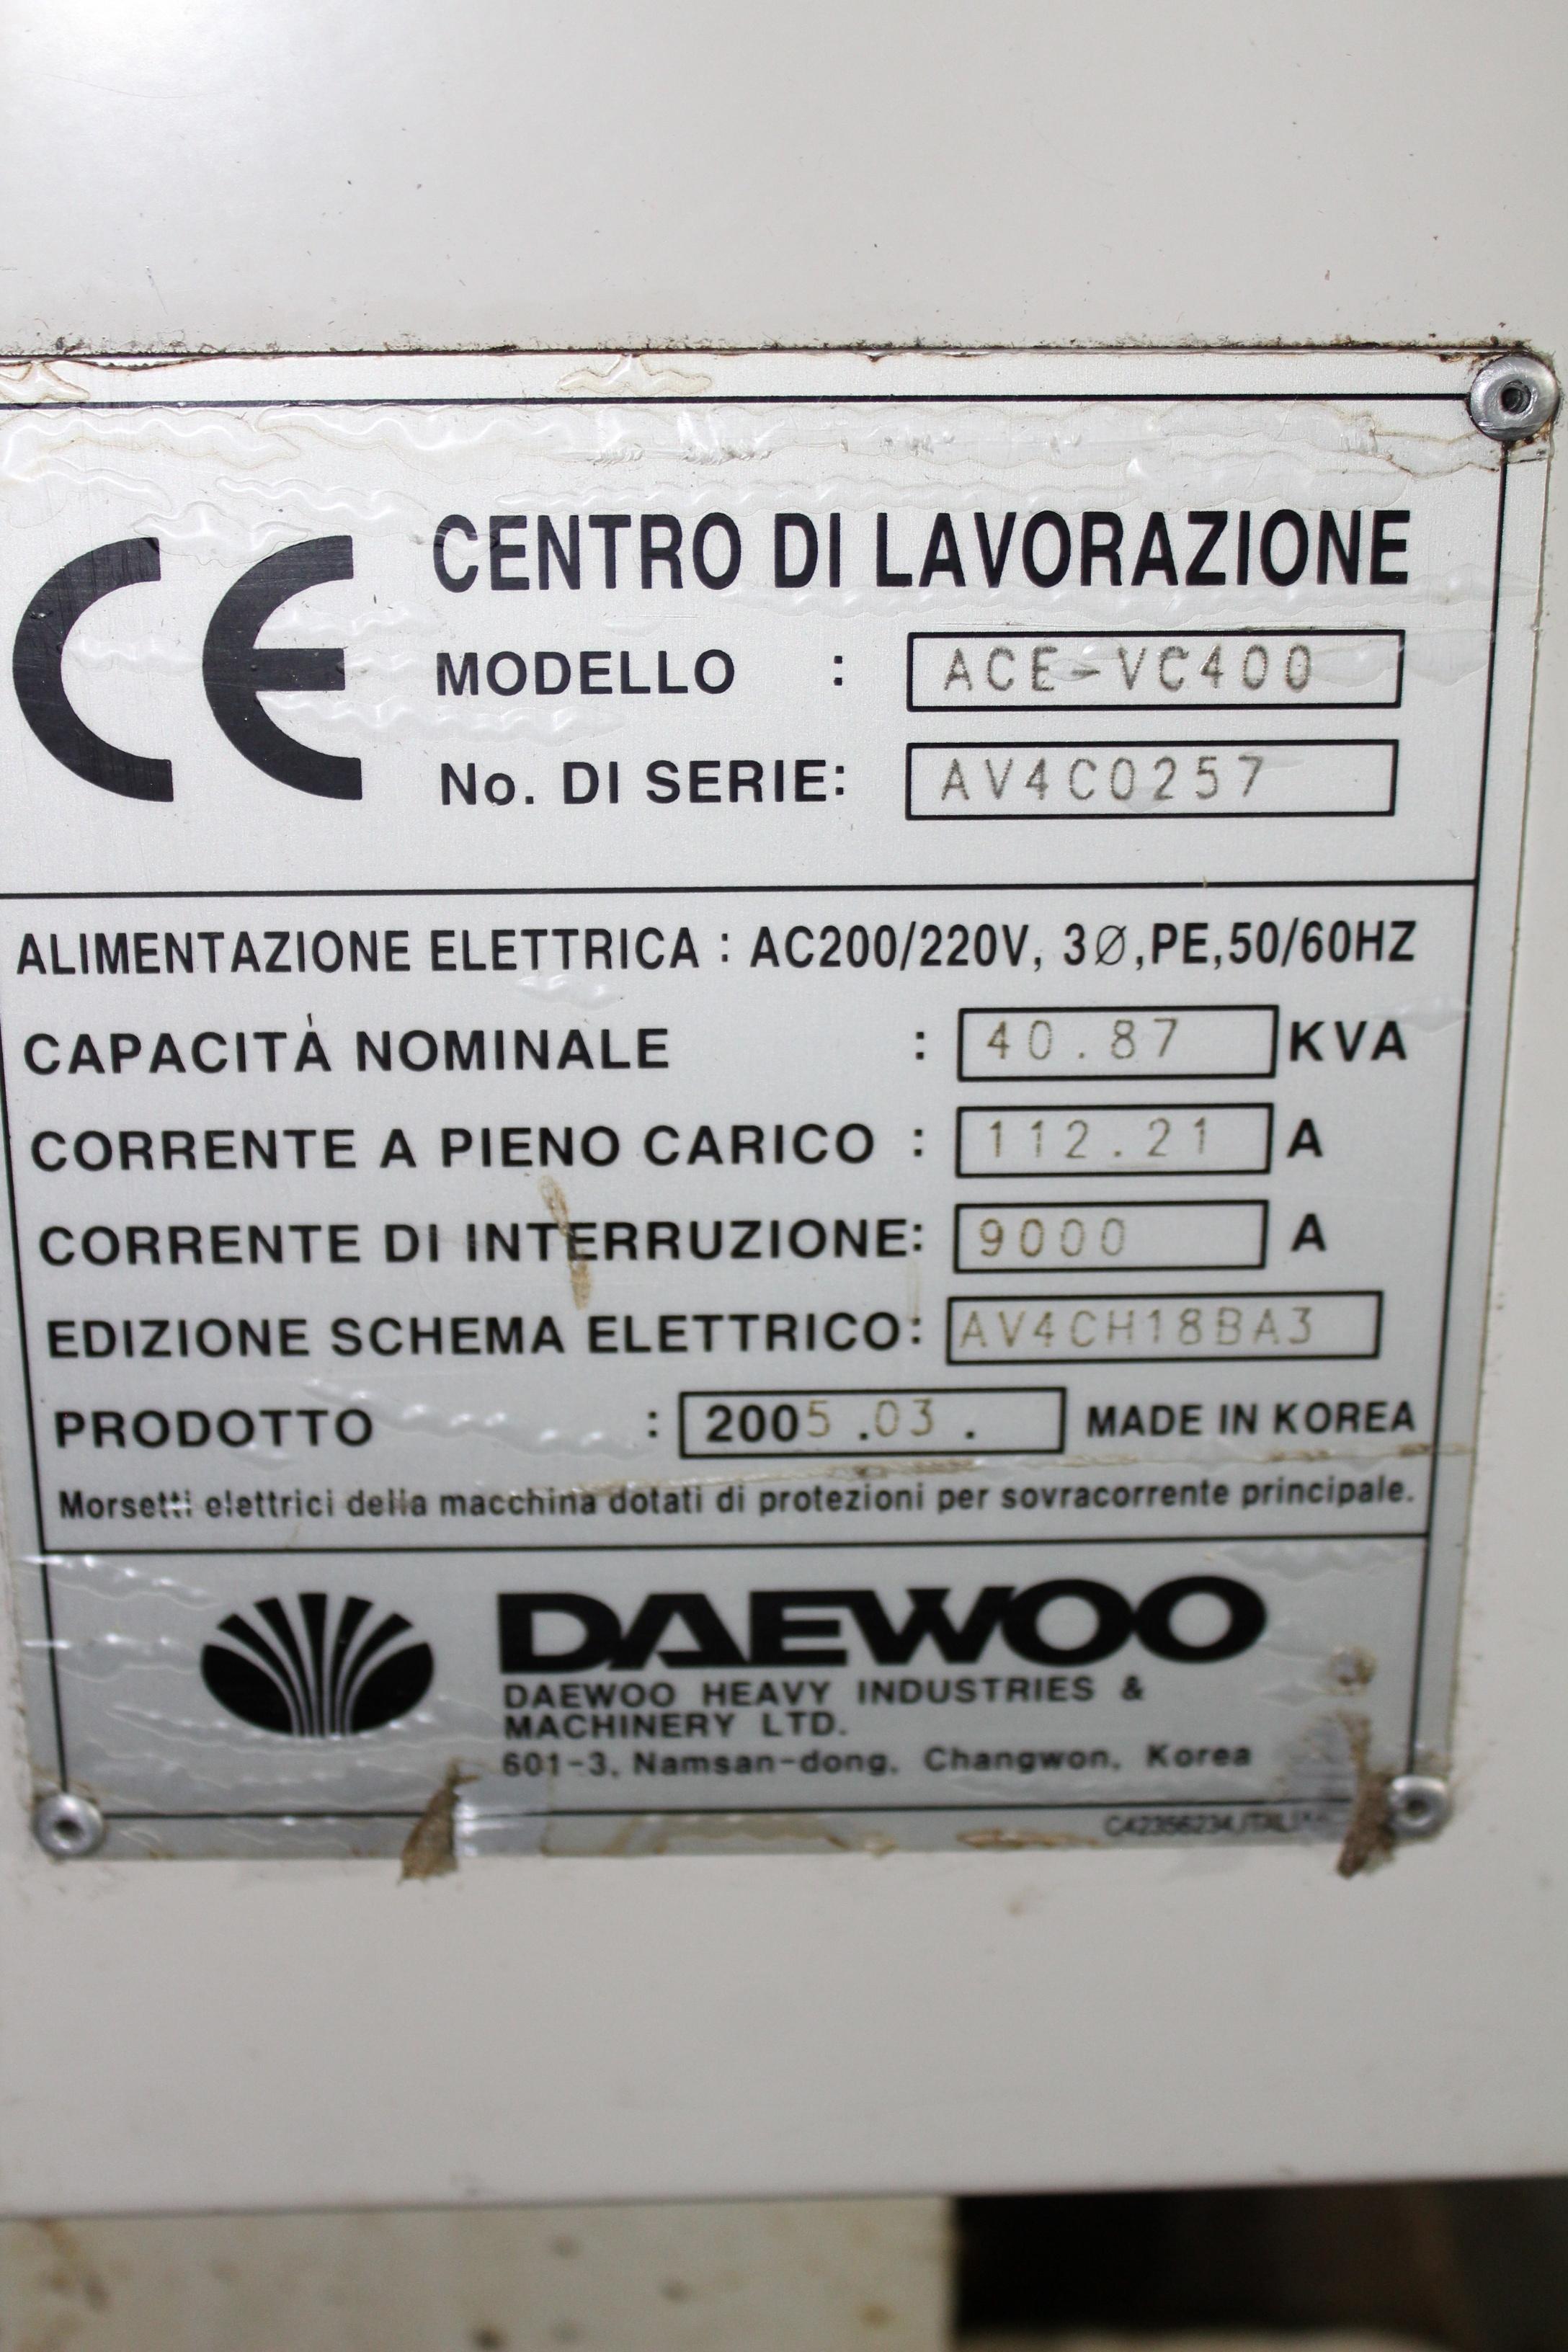 CE
CENTRO DI LAVORAZIONE
MODELLO : ACE-VC400
No. DI SERIE: AV4C0257
ALIMENTAZIONE ELETTRICA : AC200/220V, 3Ø,PE,50/60HZ
CAPACITÀ NOMINALE : 40.87 KVA
CORRENTE A PIENO CARICO : 112.21 A
CORRENTE DI INTERRUZIONE: 9000 A
EDIZIONE SCHEMA ELETTRICO: AV4CH18BA3
PRODOTTO : 2005.03. MADE IN KOREA
Morsetti elettrici della macchina dotati di protezioni per sovracorrente principale.
DAEWOO
DAEWOO HEAVY INDUSTRIES &
MACHINERY LTD.
601-3, Namsan-dong, Changwon, Korea